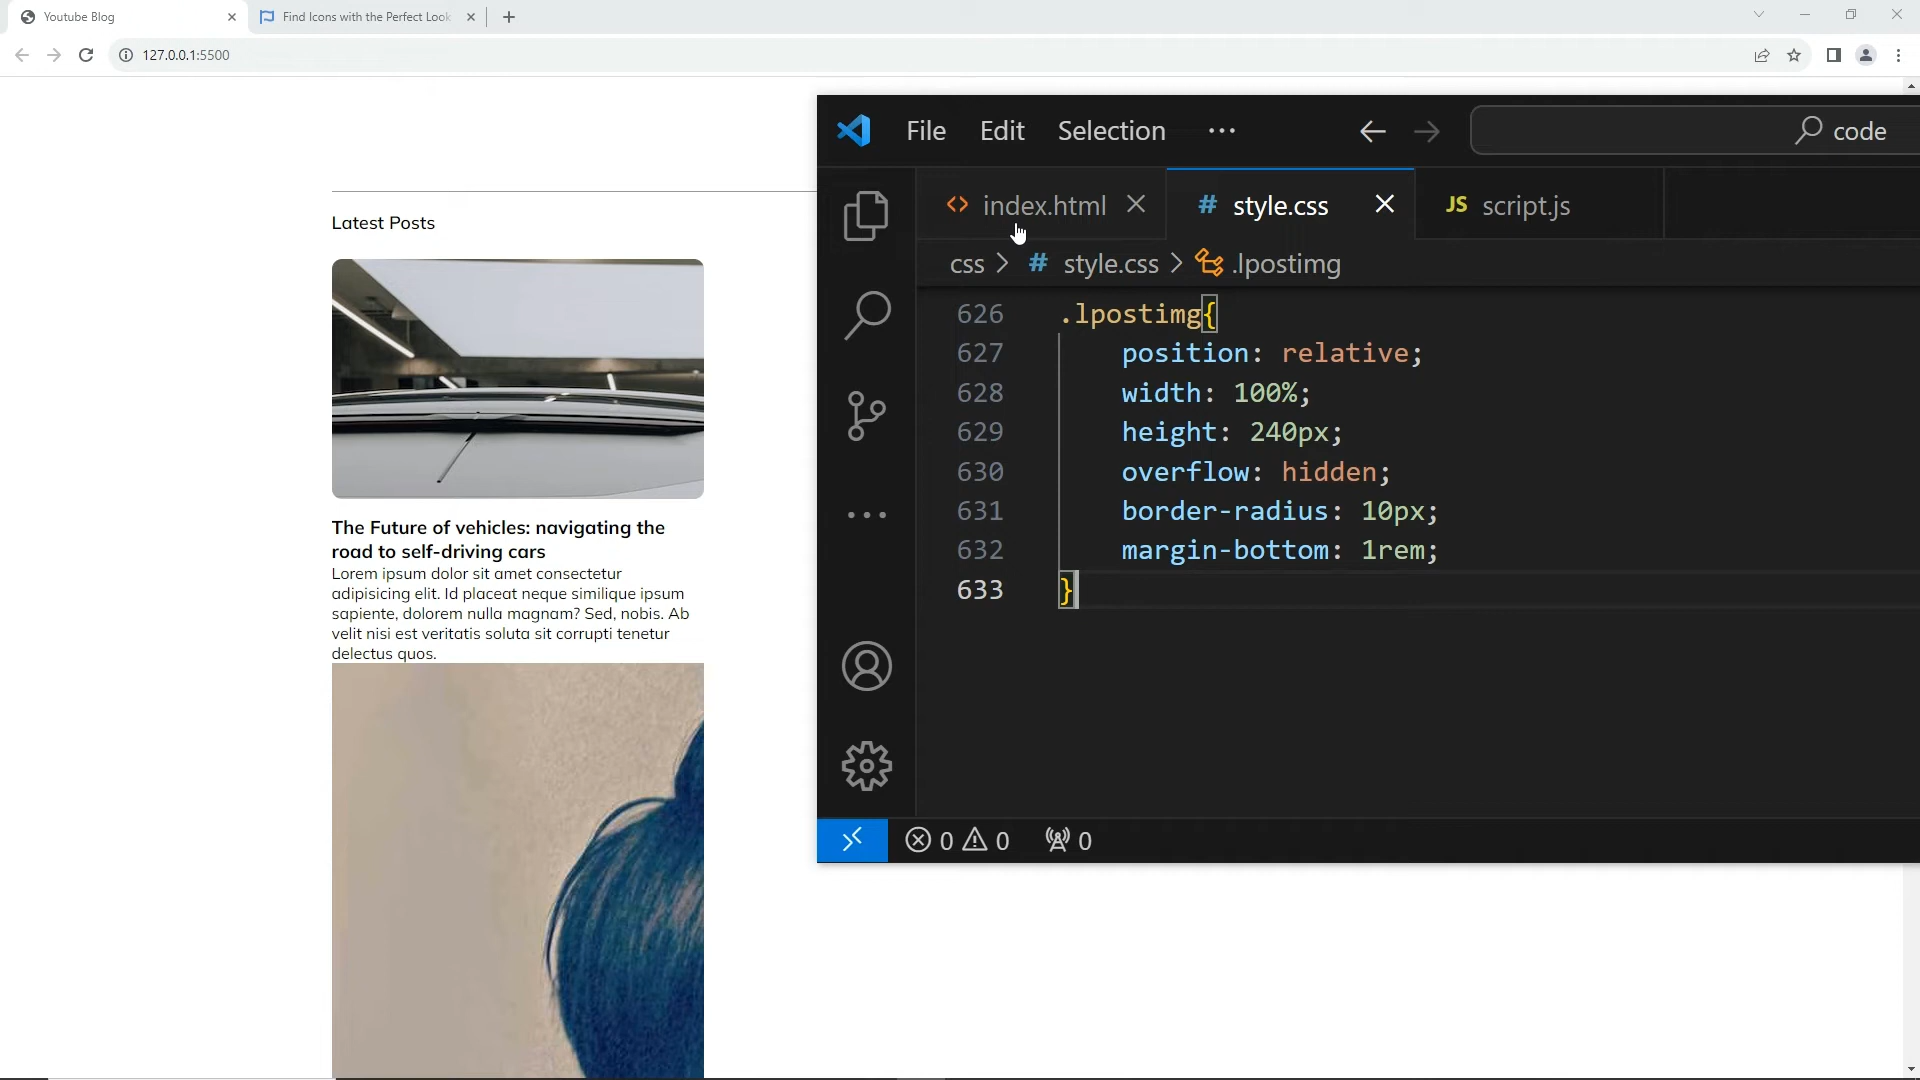 Youtube Blog
Find Icons with the Perfect Look
127.0.0.1:5500
Latest Posts
The Future of vehicles: navigating the
road to self-driving cars
Lorem ipsum dolor sit amet consectetur
adipisicing elit. Id placeat neque similique ipsum
sapiente, dolorem nulla magnam? Sed, nobis. Ab
velit nisi est veritatis soluta sit corrupti tenetur
delectus quos.
File Edit Selection ···
code
index.html
# style.css
JS script.js
css > # style.css > .lpostimg
626 .lpostimg{
627 position: relative;
628 width: 100%;
629 height: 240px;
630 overflow: hidden;
631 border-radius: 10px;
632 margin-bottom: 1rem;
633 }
0 0 0